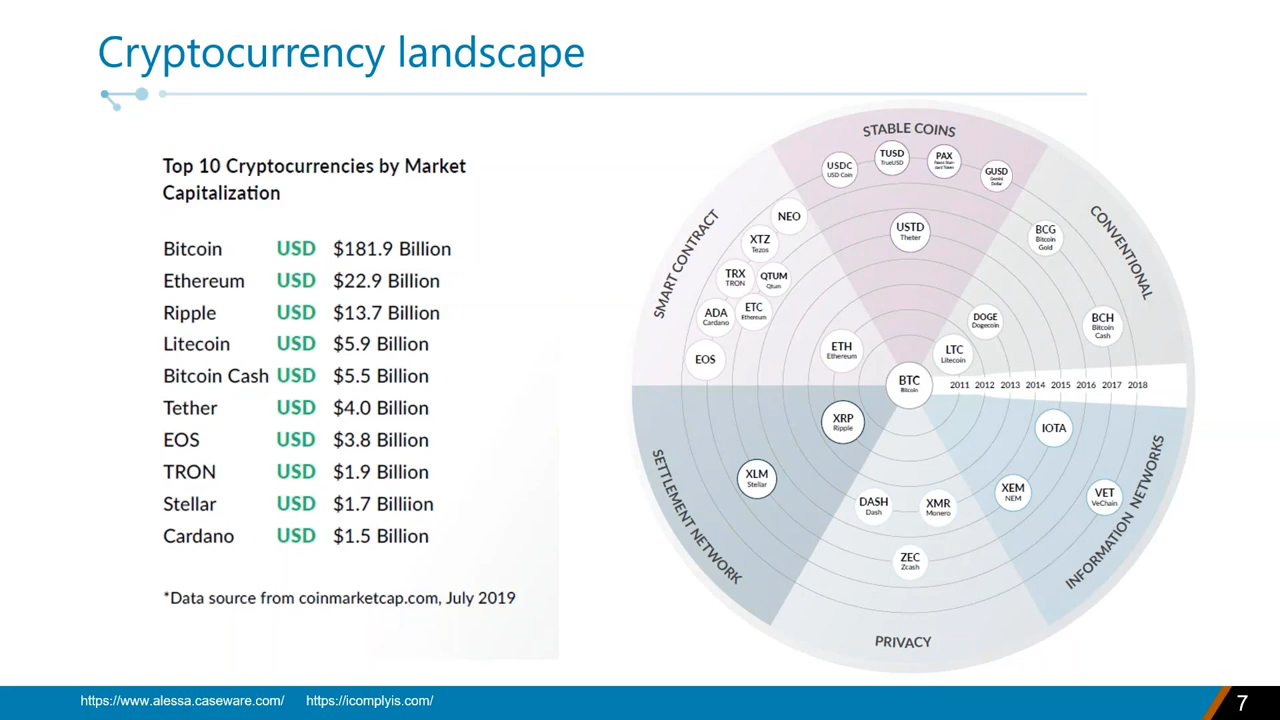 Cryptocurrency landscape
Top 10 Cryptocurrencies by Market
Capitalization
Bitcoin USD $181.9 Billion
Ethereum USD $22.9 Billion
Ripple USD $13.7 Billion
Litecoin USD $5.9 Billion
Bitcoin Cash USD $5.5 Billion
Tether USD $4.0 Billion
EOS USD $3.8 Billion
TRON USD $1.9 Billion
Stellar USD $1.7 Billiion
Cardano USD $1.5 Billion
*Data source from coinmarketcap.com, July 2019
STABLE COINS
USDC
USD Coin
TUSD
TrueUSD
PAX
GUSD
Gemini
Dollar
USTD
Theter
CONVENTIONAL
BCG
Bitcoin
Gold
DOGE
Dogecoin
BCH
Bitcoin
Cash
LTC
Litecoin
SMART CONTRACT
NEO
XTZ
Tezos
TRX
TRON
QTUM
Qtum
ADA
Cardano
ETC
Ethereum
EOS
ETH
Ethereum
BTC
Bitcoin
2011 2012 2013 2014 2015 2016 2017 2018
SETTLEMENT NETWORK
XRP
Ripple
XLM
Stellar
PRIVACY
DASH
Dash
XMR
Monero
ZEC
Zcash
INFORMATION NETWORKS
IOTA
XEM
NEM
VET
VeChain
https://www.alessa.caseware.com/ https://icomplyis.com/
7